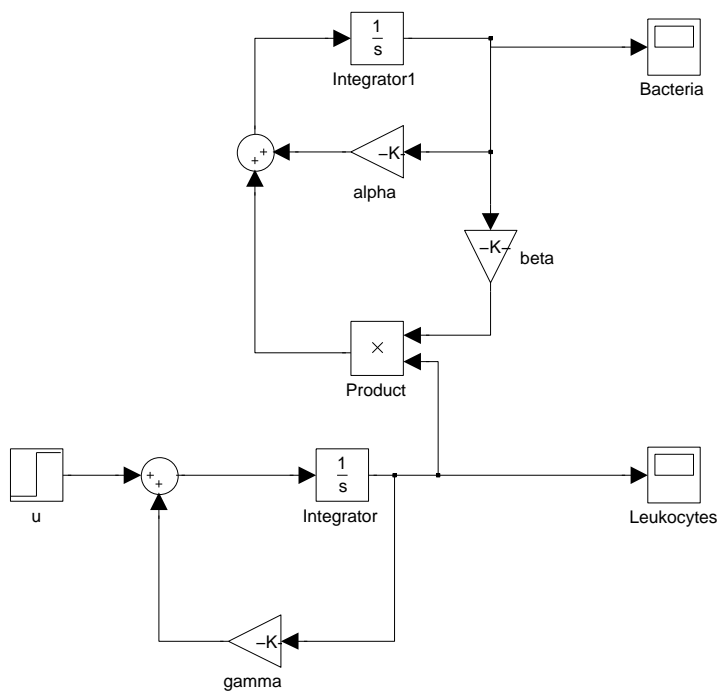 1
s
Integrator1
Bacteria
+
+
−K−
alpha
−K−
beta
×
Product
u
+
+
1
s
Integrator
Leukocytes
−K−
gamma